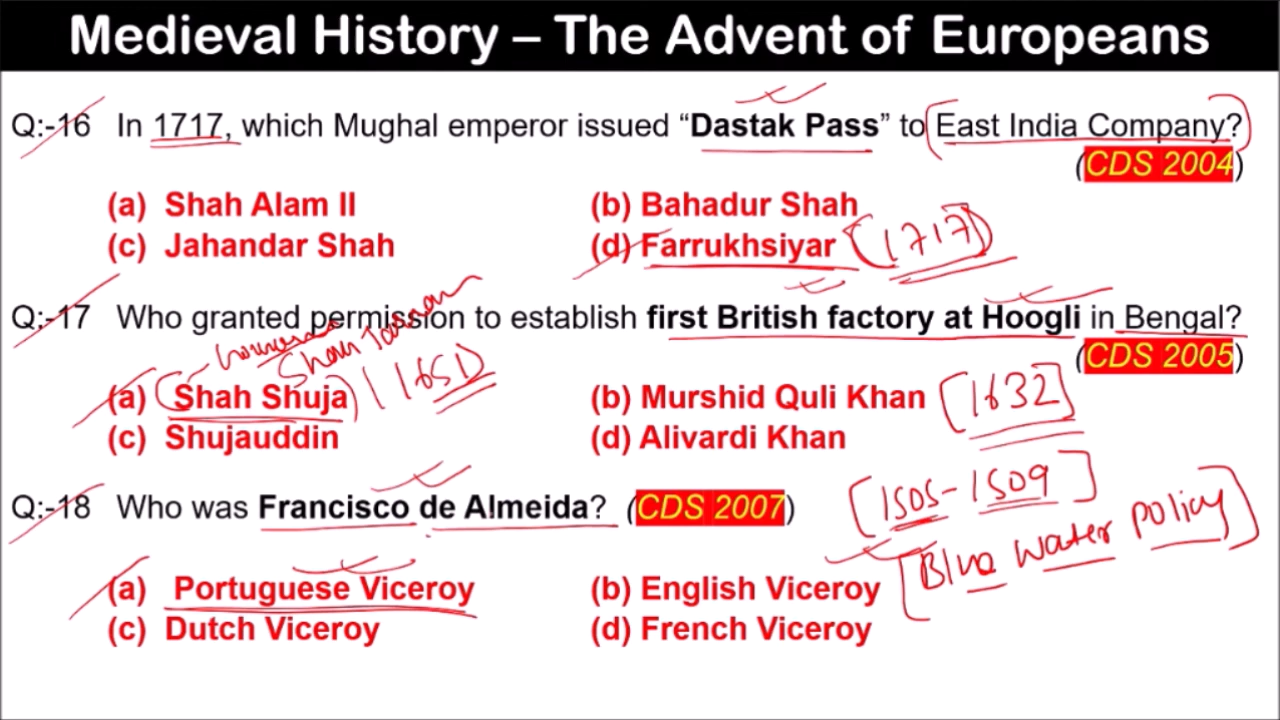 Medieval History – The Advent of Europeans
Q:-16 In 1717, which Mughal emperor issued “Dastak Pass” to East India Company?
(CDS 2004)
(a) Shah Alam II (b) Bahadur Shah
(c) Jahandar Shah (d) Farrukhsiyar (1717)
Q:-17 Who granted permission to establish first British factory at Hoogli in Bengal?
(CDS 2005)
(a) Shah Shuja | 1651 (b) Murshid Quli Khan [1632]
(c) Shujauddin (d) Alivardi Khan
Q:-18 Who was Francisco de Almeida? (CDS 2007) [1505-1509]
[Blue water policy]
(a) Portuguese Viceroy (b) English Viceroy
(c) Dutch Viceroy (d) French Viceroy